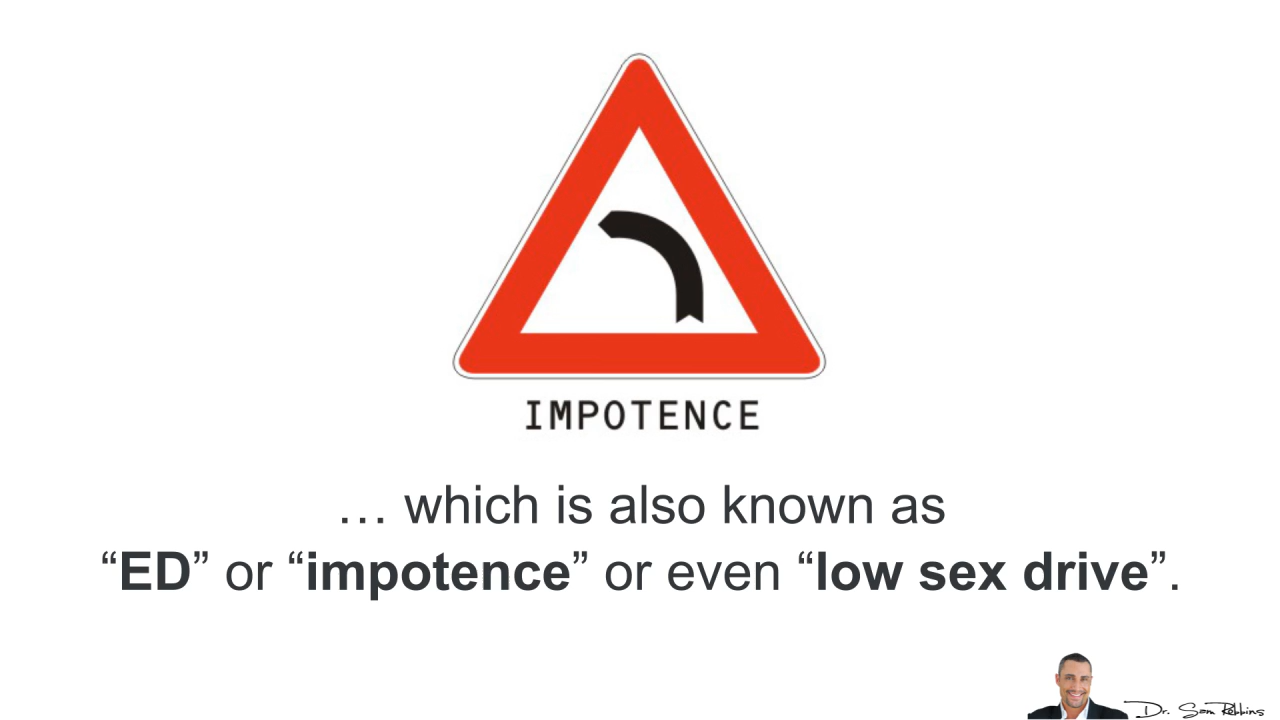 IMPOTENCE
… which is also known as
“ED” or “impotence” or even “low sex drive”.
Dr. Sam Robbins